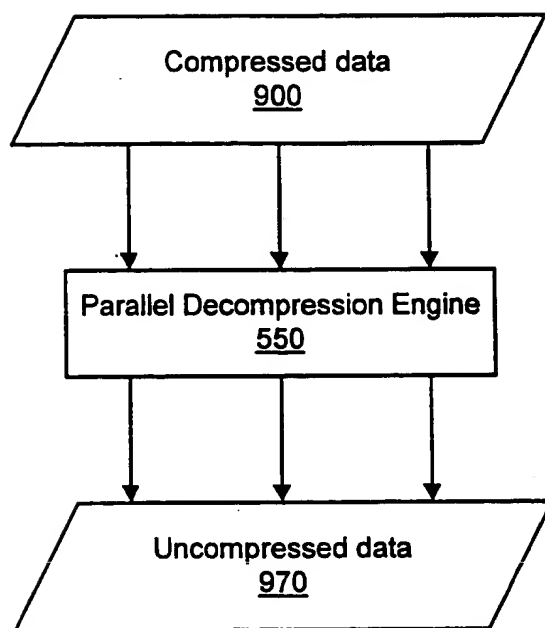 Compressed data
900
Parallel Decompression Engine
550
Uncompressed data
970